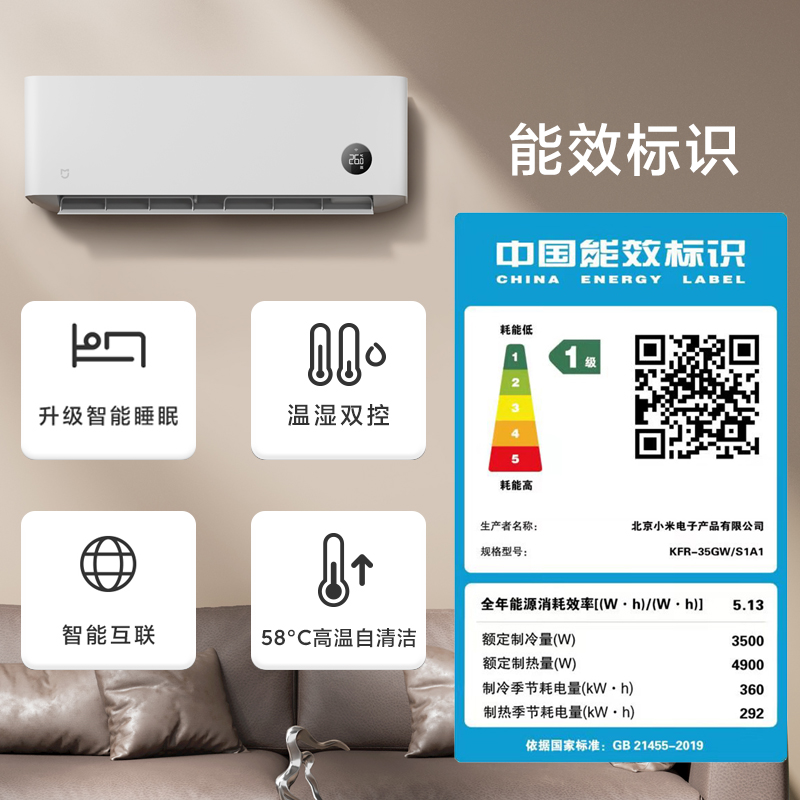 26.0
能效标识
中国能效标识
CHINA ENERGY LABEL
耗能低
1
2
3
4
5
1级
耗能高
生产者名称: 北京小米电子产品有限公司
规格型号: KFR-35GW/S1A1
全年能源消耗效率[(W·h)/(W·h)] 5.13
额定制冷量(W) 3500
额定制热量(W) 4900
制冷季节耗电量(kW·h) 360
制热季节耗电量(kW·h) 292
依据国家标准: GB 21455-2019
升级智能睡眠
温湿双控
智能互联
58°C高温自清洁